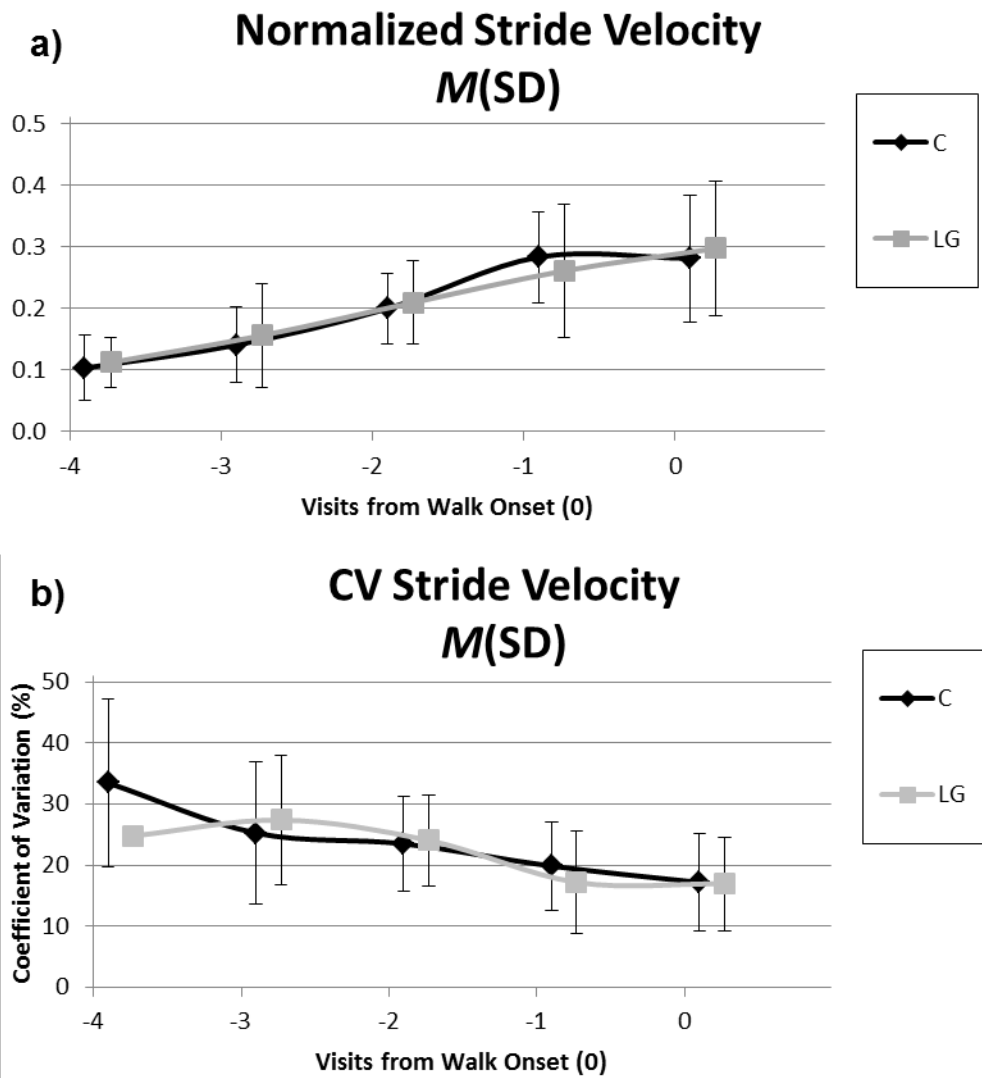 a)
Normalized Stride Velocity
M(SD)
0.5
0.4
0.3
0.2
0.1
0.0
-4 -3 -2 -1 0
Visits from Walk Onset (0)
C
LG
b)
CV Stride Velocity
M(SD)
Coefficient of Variation (%)
50
40
30
20
10
0
-4 -3 -2 -1 0
Visits from Walk Onset (0)
C
LG